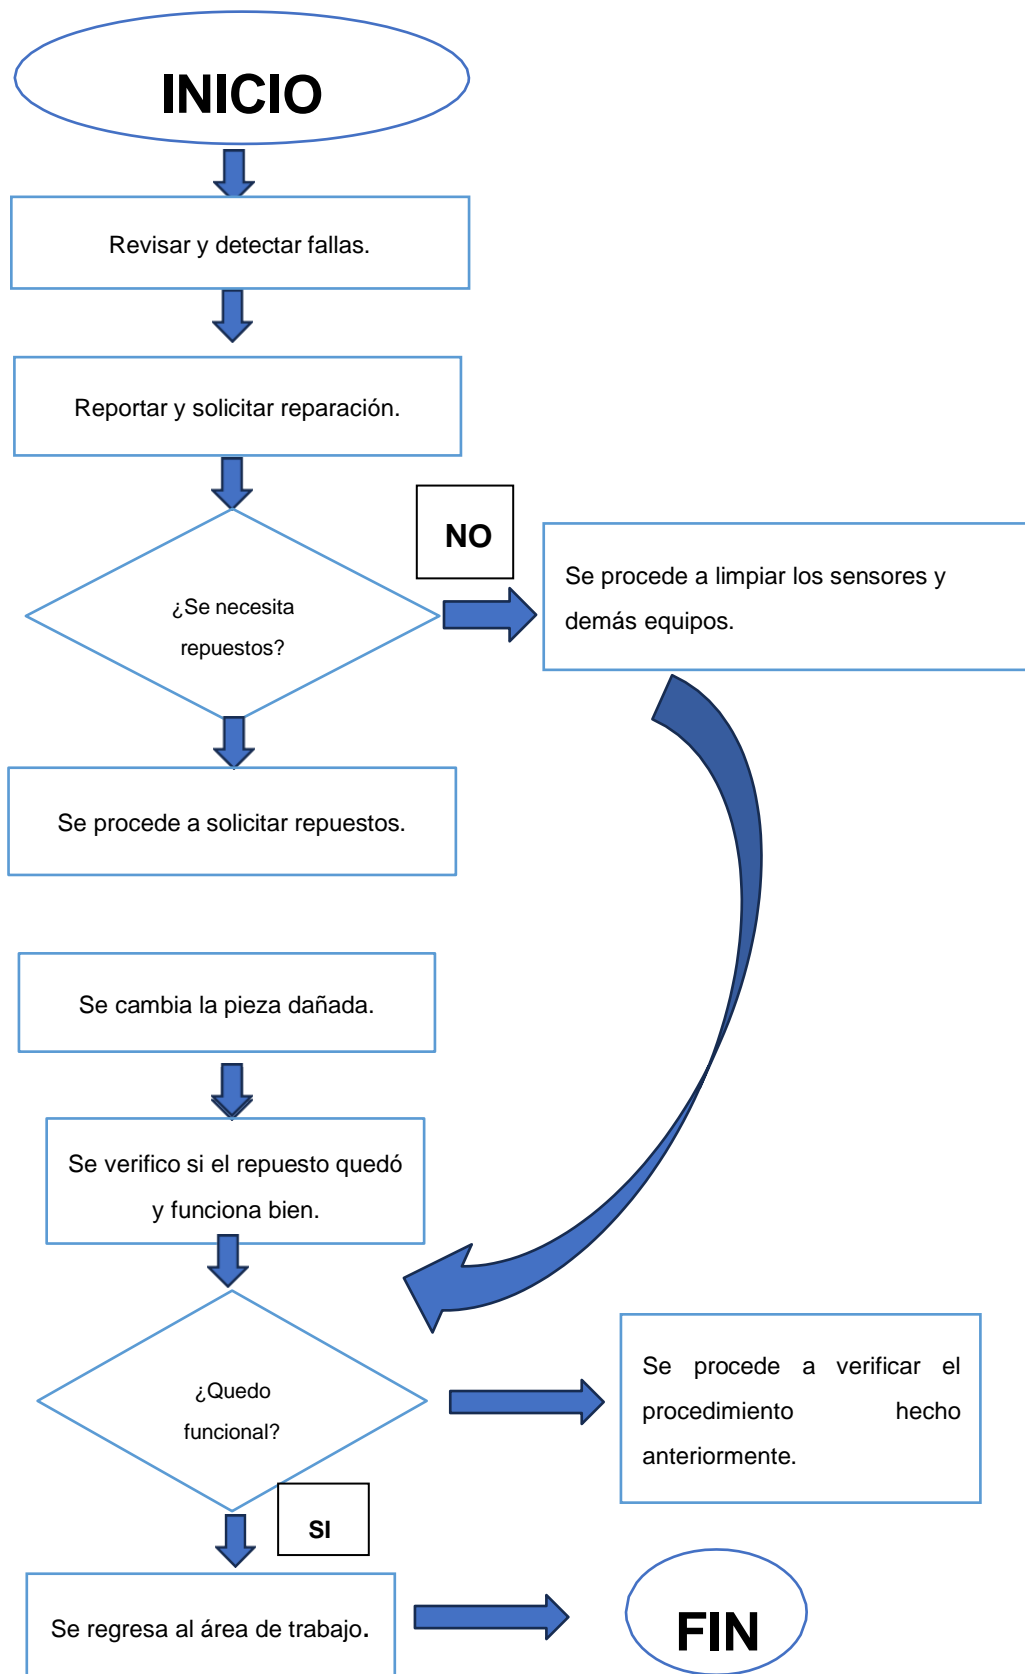 INICIO
Revisar y detectar fallas.
Reportar y solicitar reparación.
NO
¿Se necesita
repuestos?
Se procede a limpiar los sensores y
demás equipos.
Se procede a solicitar repuestos.
Se cambia la pieza dañada.
Se verifico si el repuesto quedó
y funciona bien.
¿Quedo
funcional?
Se procede a verificar el
procedimiento hecho
anteriormente.
SI
Se regresa al área de trabajo.
FIN